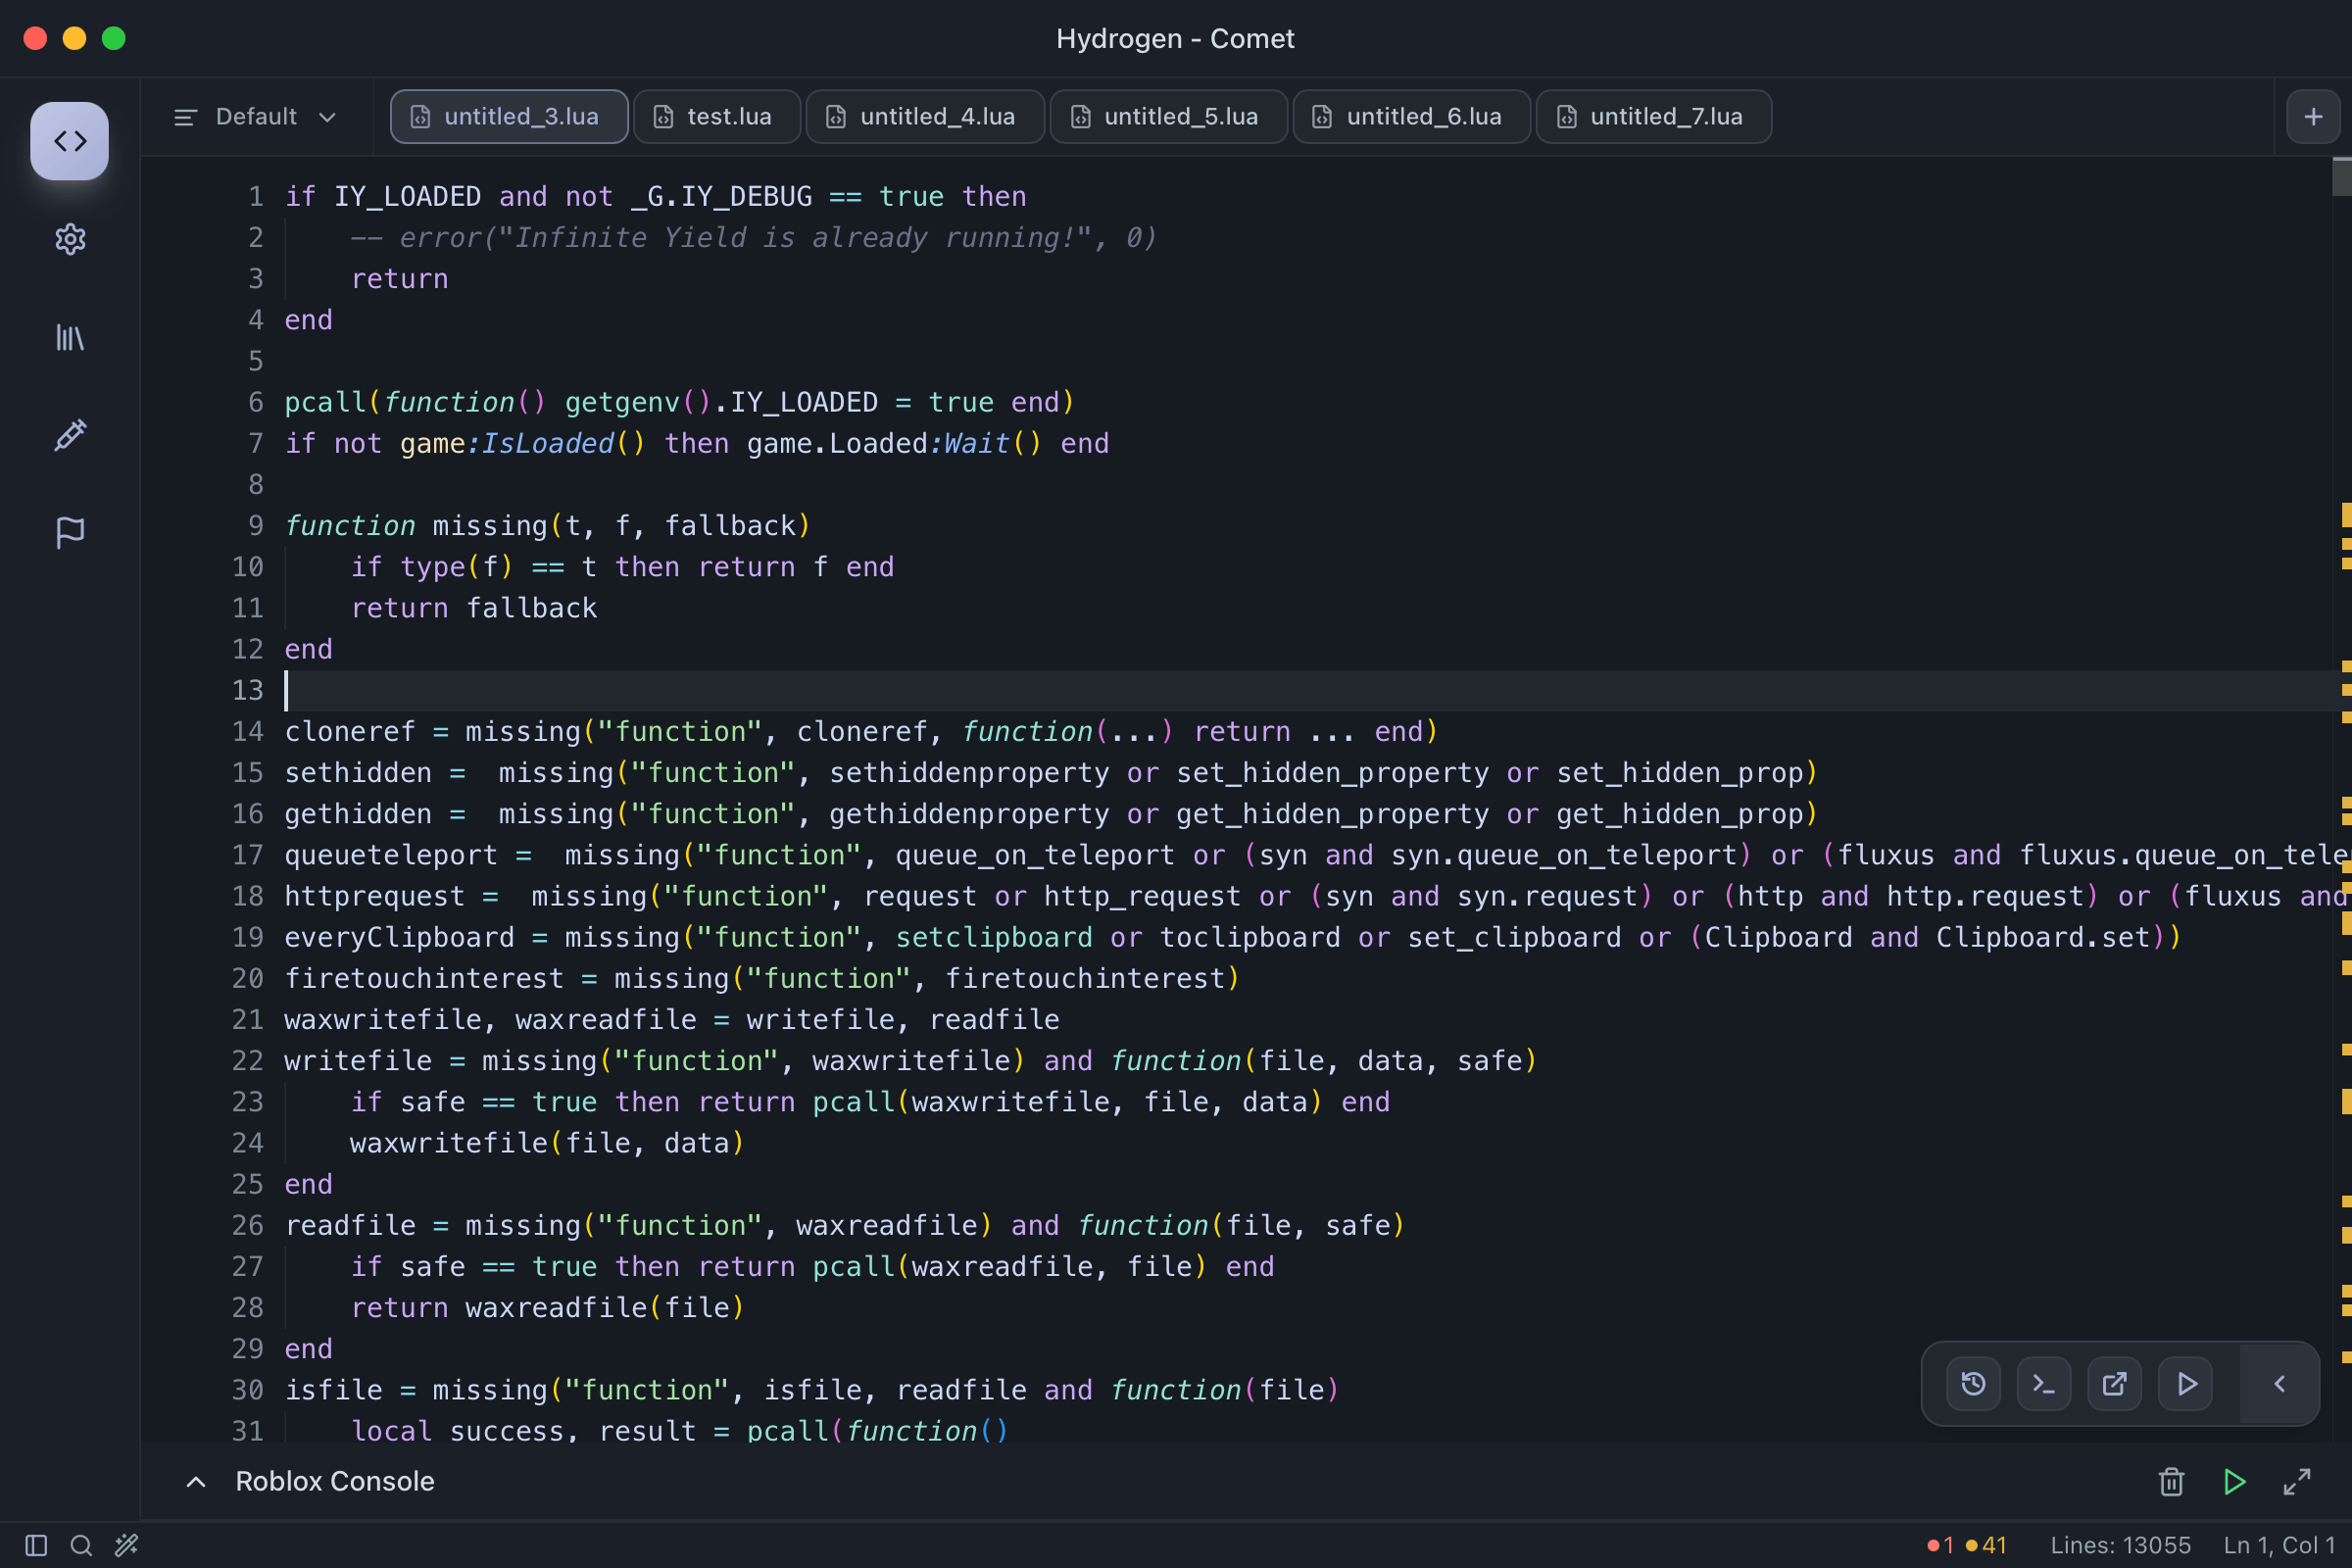 Hydrogen - Comet
Default
untitled_3.lua
test.lua
untitled_4.lua
untitled_5.lua
untitled_6.lua
untitled_7.lua
1 if IY_LOADED and not _G.IY_DEBUG == true then
2     -- error("Infinite Yield is already running!", 0)
3     return
4 end
5
6 pcall(function() getgenv().IY_LOADED = true end)
7 if not game:IsLoaded() then game.Loaded:Wait() end
8
9 function missing(t, f, fallback)
10     if type(f) == t then return f end
11     return fallback
12 end
13
14 cloneref = missing("function", cloneref, function(...) return ... end)
15 sethidden =  missing("function", sethiddenproperty or set_hidden_property or set_hidden_prop)
16 gethidden =  missing("function", gethiddenproperty or get_hidden_property or get_hidden_prop)
17 queueteleport =  missing("function", queue_on_teleport or (syn and syn.queue_on_teleport) or (fluxus and fluxus.queue_on_tele
18 httprequest =  missing("function", request or http_request or (syn and syn.request) or (http and http.request) or (fluxus and
19 everyClipboard = missing("function", setclipboard or toclipboard or set_clipboard or (Clipboard and Clipboard.set))
20 firetouchinterest = missing("function", firetouchinterest)
21 waxwritefile, waxreadfile = writefile, readfile
22 writefile = missing("function", waxwritefile) and function(file, data, safe)
23     if safe == true then return pcall(waxwritefile, file, data) end
24     waxwritefile(file, data)
25 end
26 readfile = missing("function", waxreadfile) and function(file, safe)
27     if safe == true then return pcall(waxreadfile, file) end
28     return waxreadfile(file)
29 end
30 isfile = missing("function", isfile, readfile and function(file)
31     local success, result = pcall(function()
Roblox Console
1 41 Lines: 13055 Ln 1, Col 1